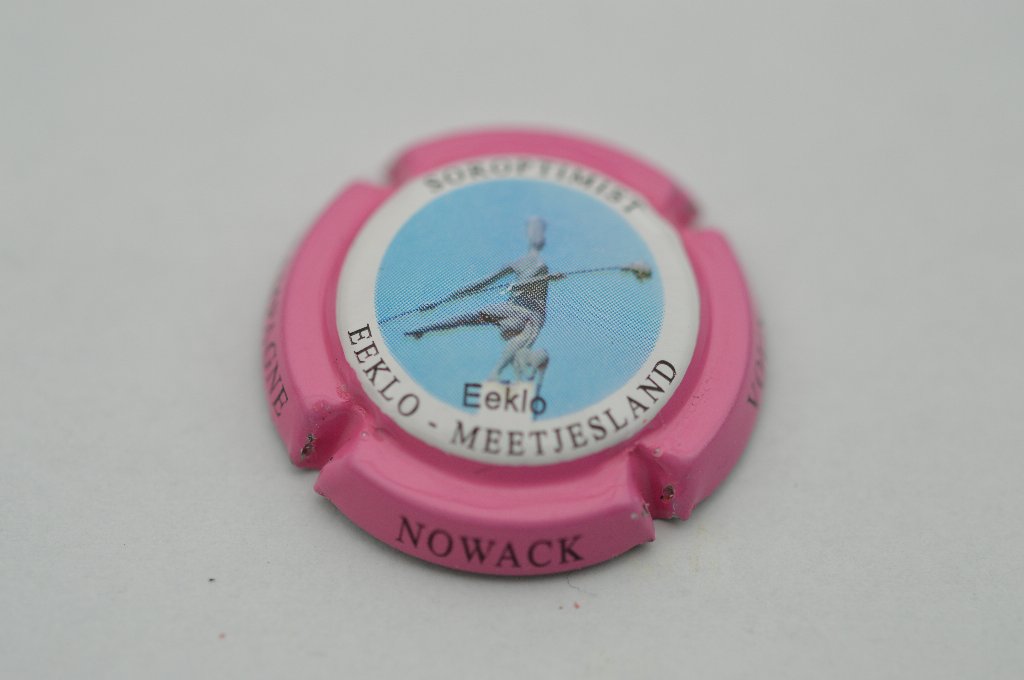 SOROPTIMIST
Eeklo
EEKLO - MEETJESLAND
NOWACK